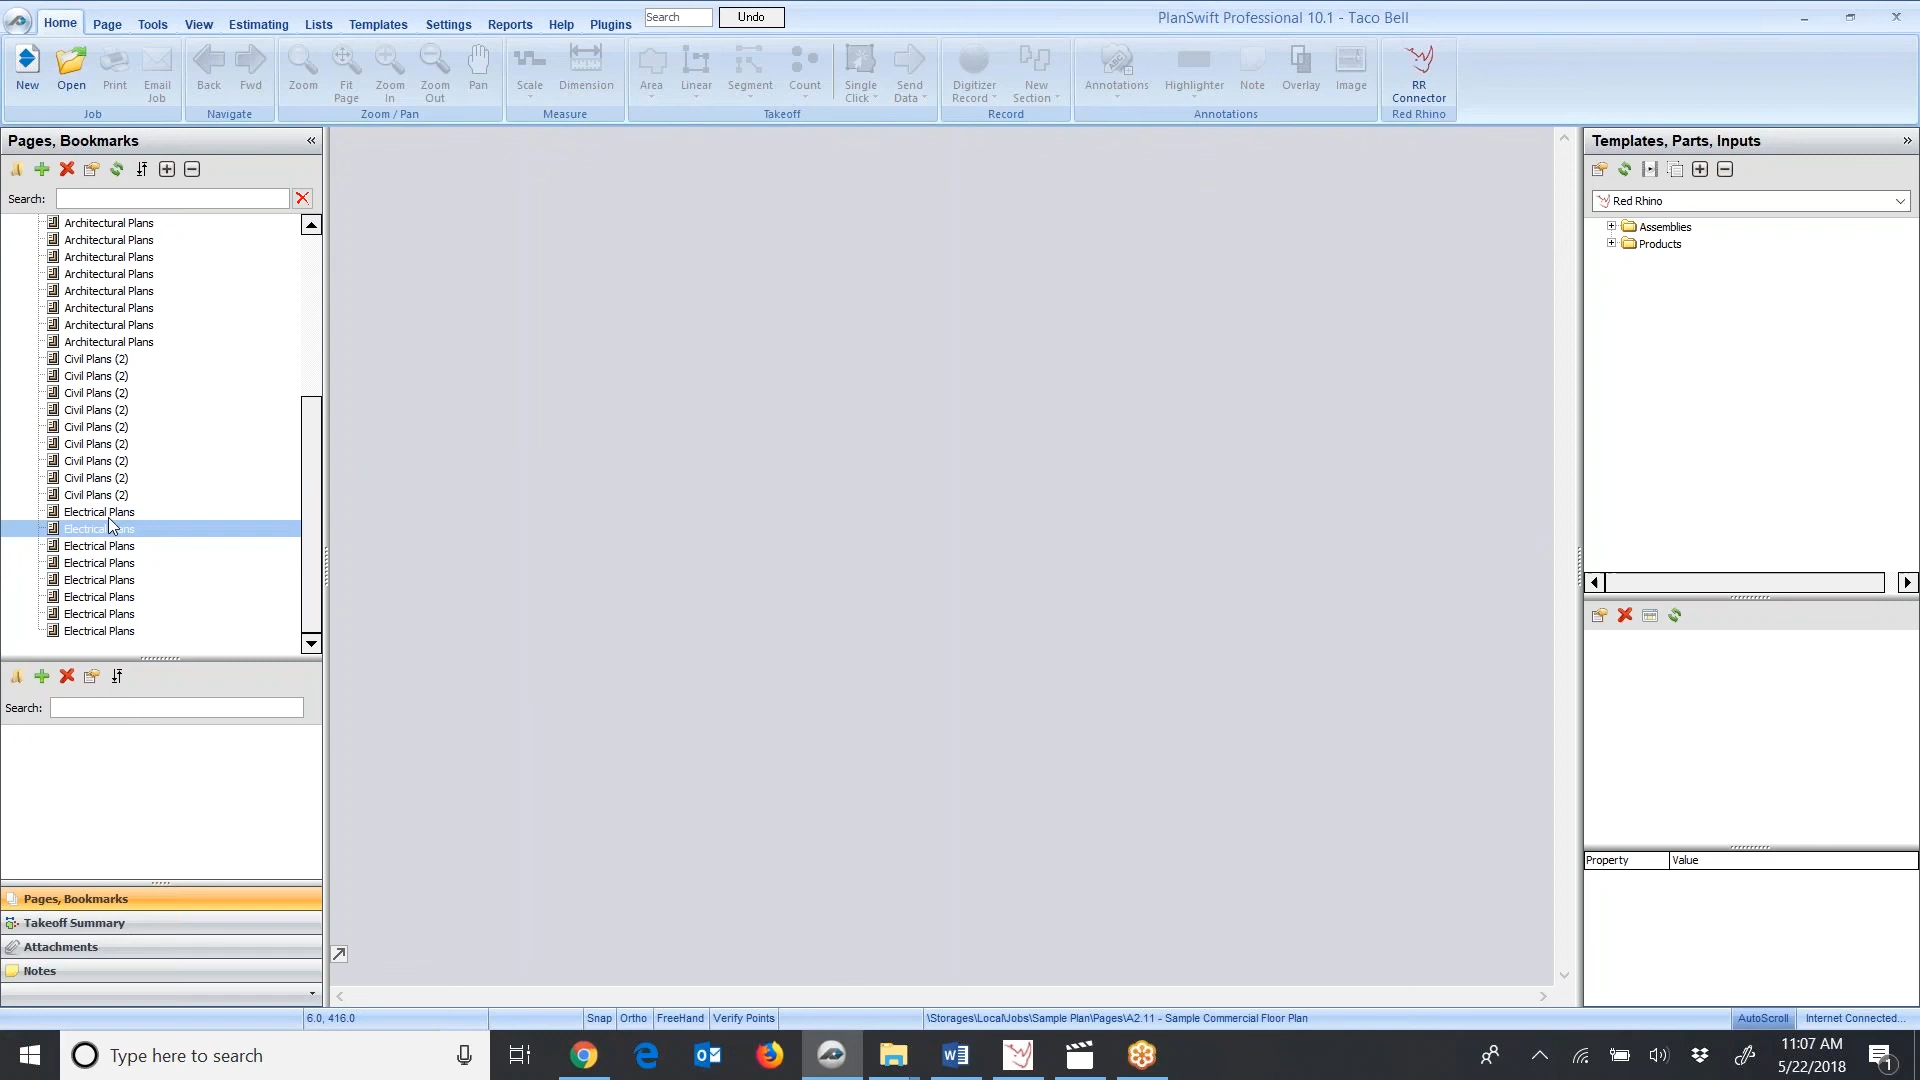 Home Page Tools View Estimating Lists Templates Settings Reports Help Plugins Search Undo PlanSwift Professional 10.1 - Taco Bell
New Open Print Email Job Back Fwd Zoom Fit Page Zoom In Zoom Out Pan Scale Dimension Area Linear Segment Count Single Click Send Data Digitizer Record New Section Annotations Highlighter Note Overlay Image RR Connector
Job Navigate Zoom / Pan Measure Takeoff Record Annotations Red Rhino
Pages, Bookmarks
Search:
Architectural Plans
Architectural Plans
Architectural Plans
Architectural Plans
Architectural Plans
Architectural Plans
Architectural Plans
Architectural Plans
Civil Plans (2)
Civil Plans (2)
Civil Plans (2)
Civil Plans (2)
Civil Plans (2)
Civil Plans (2)
Civil Plans (2)
Civil Plans (2)
Civil Plans (2)
Electrical Plans
Electrical Plans
Electrical Plans
Electrical Plans
Electrical Plans
Electrical Plans
Electrical Plans
Electrical Plans
Search:
Pages, Bookmarks
Takeoff Summary
Attachments
Notes
Templates, Parts, Inputs
Red Rhino
Assemblies
Products
Property Value
6.0, 416.0 Snap Ortho FreeHand Verify Points \Storages\Local\Jobs\Sample Plan\Pages\A2.11 - Sample Commercial Floor Plan AutoScroll Internet Connected...
Type here to search
11:07 AM
5/22/2018
1